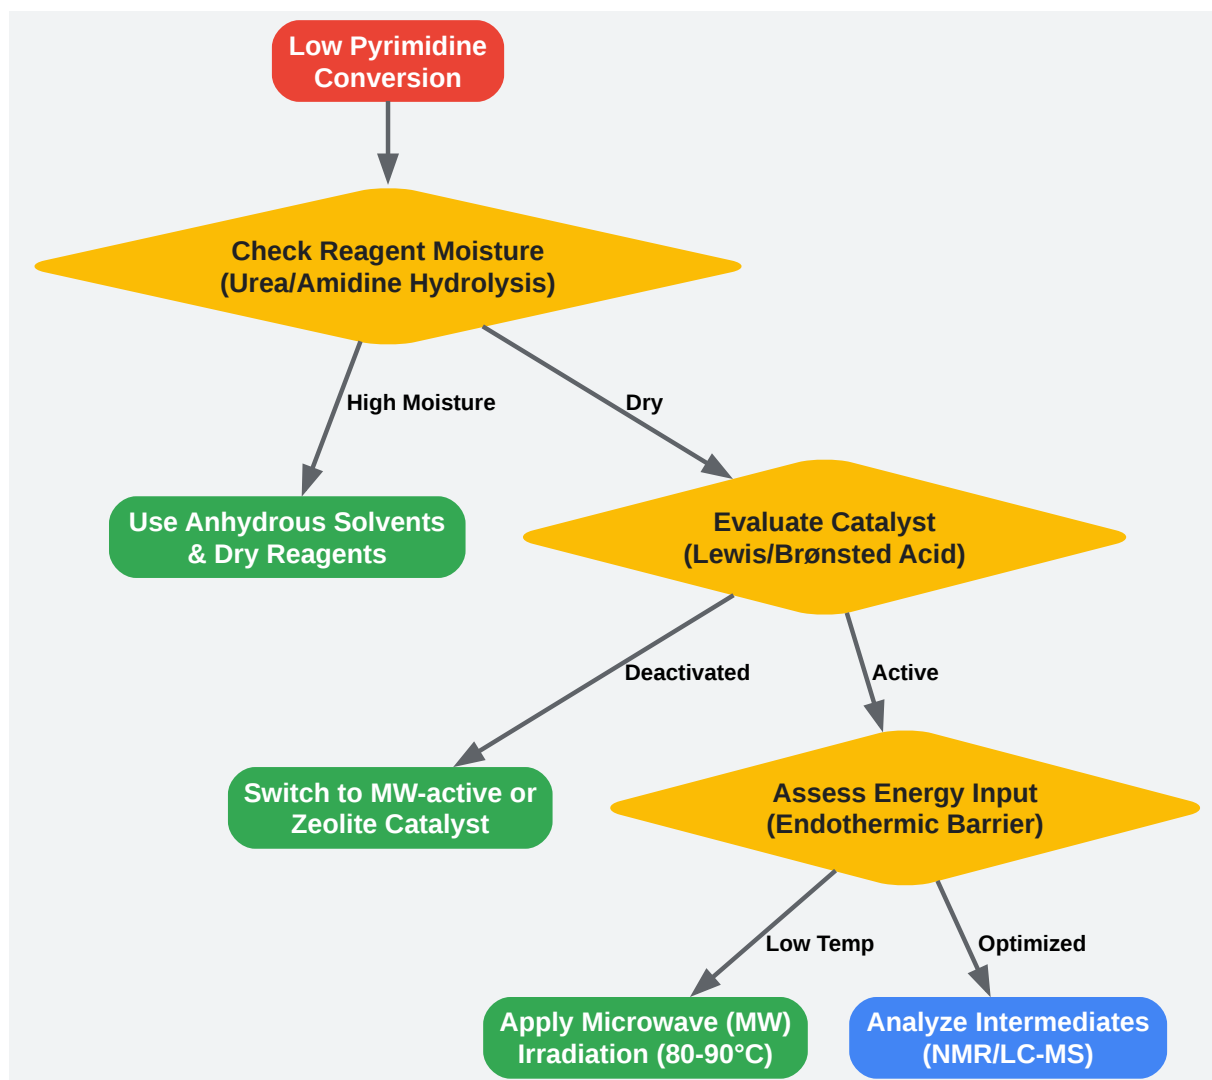 Low Pyrimidine
Conversion
Check Reagent Moisture
(Urea/Amidine Hydrolysis)
High Moisture
Dry
Use Anhydrous Solvents
& Dry Reagents
Evaluate Catalyst
(Lewis/Brønsted Acid)
Deactivated
Active
Switch to MW-active or
Zeolite Catalyst
Assess Energy Input
(Endothermic Barrier)
Low Temp
Optimized
Apply Microwave (MW)
Irradiation (80-90°C)
Analyze Intermediates
(NMR/LC-MS)